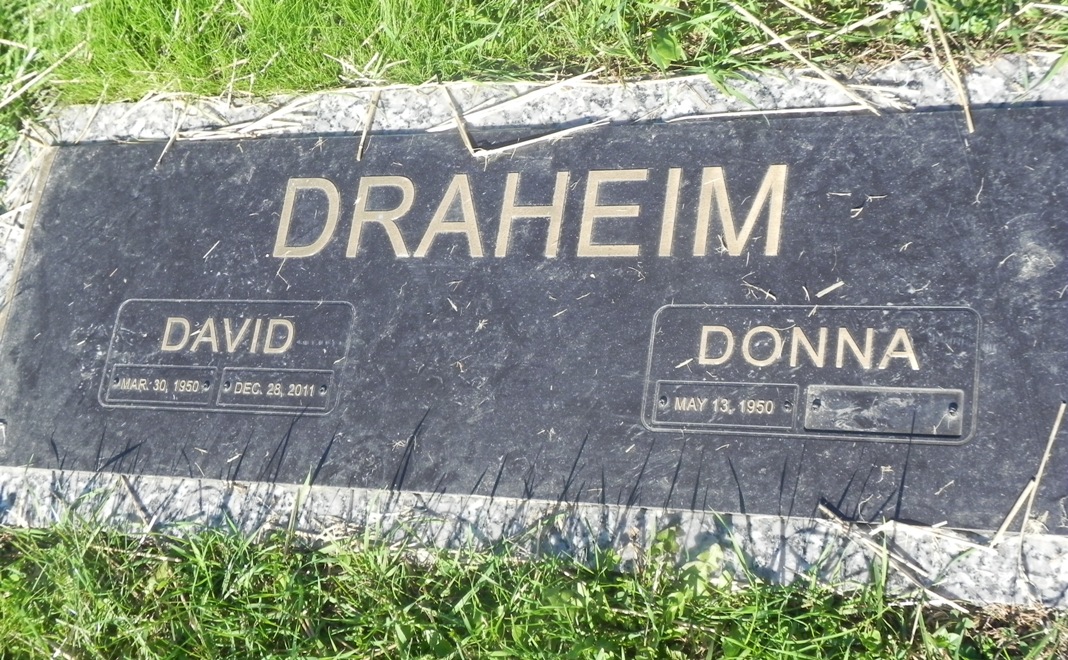 DRAHEIM
DAVID
MAR. 30, 1950 DEC. 28, 2011
DONNA
MAY 13, 1950